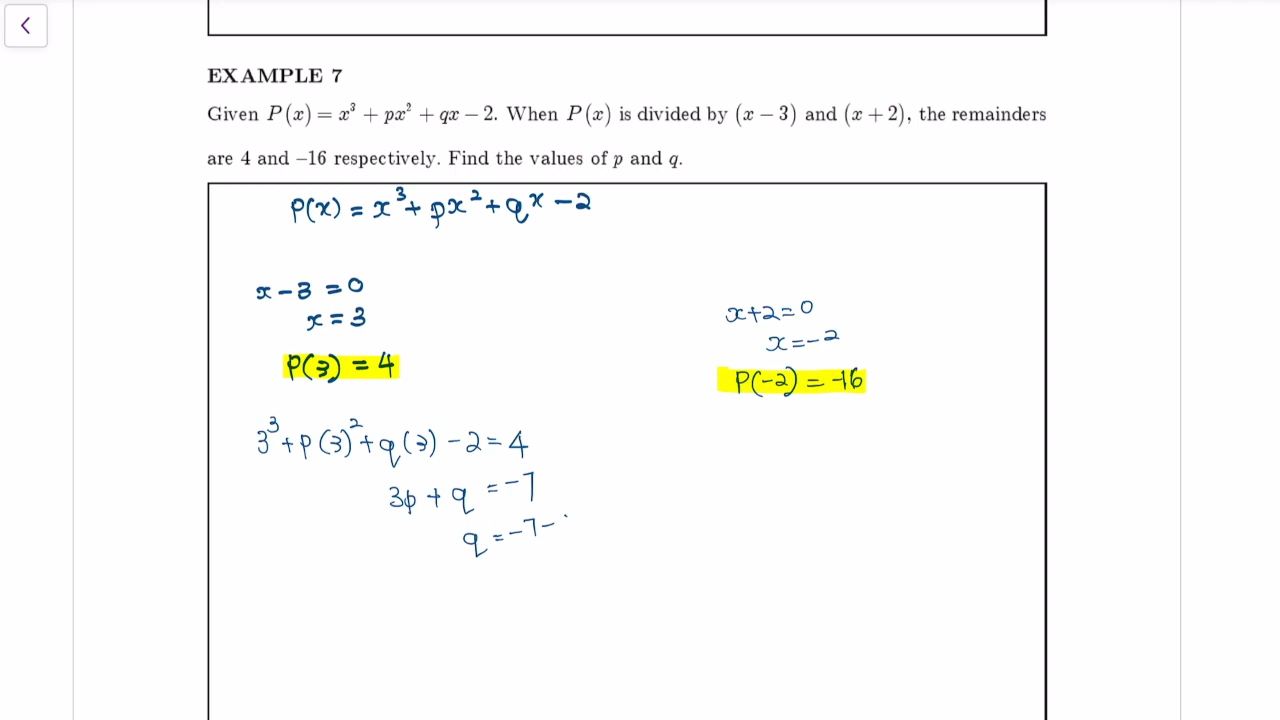 EXAMPLE 7
Given P(x) = x³ + px² + qx − 2. When P(x) is divided by (x − 3) and (x + 2), the remainders
are 4 and −16 respectively. Find the values of p and q.
P(x) = x³ + px² + qx − 2
x − 3 = 0
x = 3
P(3) = 4
x + 2 = 0
x = −2
P(−2) = −16
3³ + p(3)² + q(3) − 2 = 4
3p + q = −7
q = −7 −